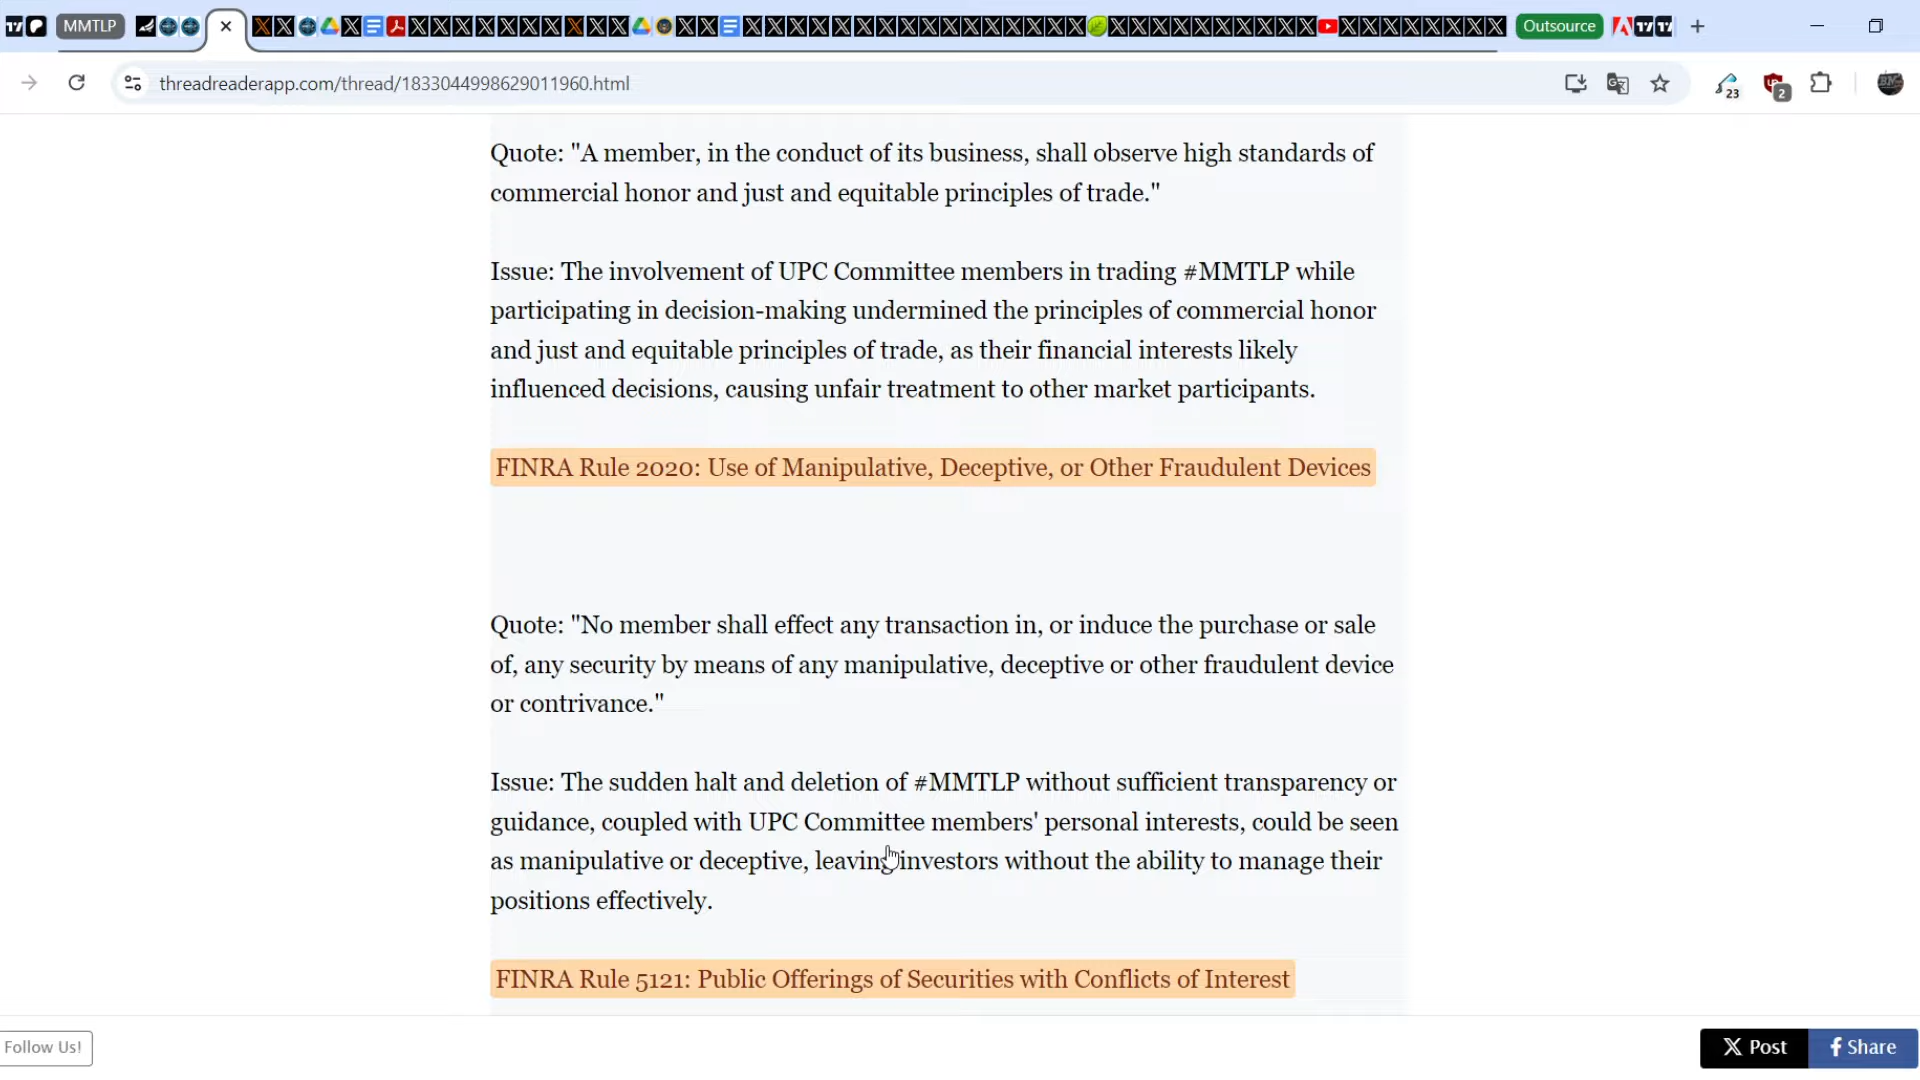 MMTLP
Outsource
threadreaderapp.com/thread/1833044998629011960.html
23
2
Quote: "A member, in the conduct of its business, shall observe high standards of
commercial honor and just and equitable principles of trade."
Issue: The involvement of UPC Committee members in trading #MMTLP while
participating in decision-making undermined the principles of commercial honor
and just and equitable principles of trade, as their financial interests likely
influenced decisions, causing unfair treatment to other market participants.
FINRA Rule 2020: Use of Manipulative, Deceptive, or Other Fraudulent Devices
Quote: "No member shall effect any transaction in, or induce the purchase or sale
of, any security by means of any manipulative, deceptive or other fraudulent device
or contrivance."
Issue: The sudden halt and deletion of #MMTLP without sufficient transparency or
guidance, coupled with UPC Committee members' personal interests, could be seen
as manipulative or deceptive, leaving investors without the ability to manage their
positions effectively.
FINRA Rule 5121: Public Offerings of Securities with Conflicts of Interest
Follow Us!
X Post
f Share